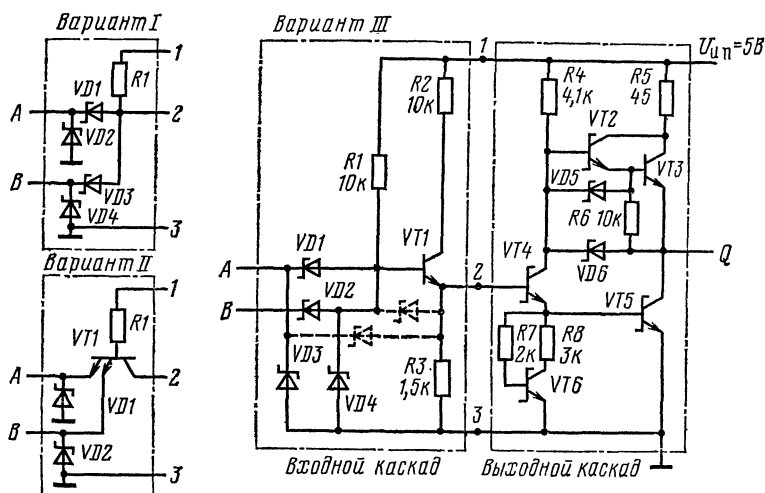 Вариант I
1
R1
VD1
A
2
VD2
B
VD3
VD4
3
Вариант II
1
R1
VT1
A
2
VD1
B
VD2
3
Вариант III
1
Uип=5В
R2
10к
R4
4,1к
R5
45
VT2
R1
10к
VD5
VT3
R6 10к
VT1
A
VD1
2
VT4
VD6
Q
B
VD2
VT5
R7
2к
R8
3к
VD3
R3
1,5к
VD4
VT6
3
Входной каскад
Выходной каскад